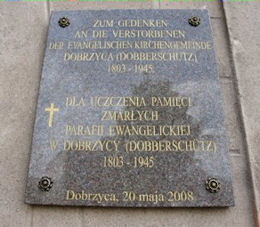 ZUM GEDENKEN
AN DIE VERSTORBENEN
DER EVANGELISCHEN KIRCHENGEMEINDE
DOBRZYCA (DOBBERSCHÜTZ)
1803 - 1945
DLA UCZCZENIA PAMIĘCI
ZMARŁYCH
PARAFII EWANGELICKIEJ
W DOBRZYCY (DOBBERSCHÜTZ)
1803 - 1945
Dobrzyca, 20 maja 2008